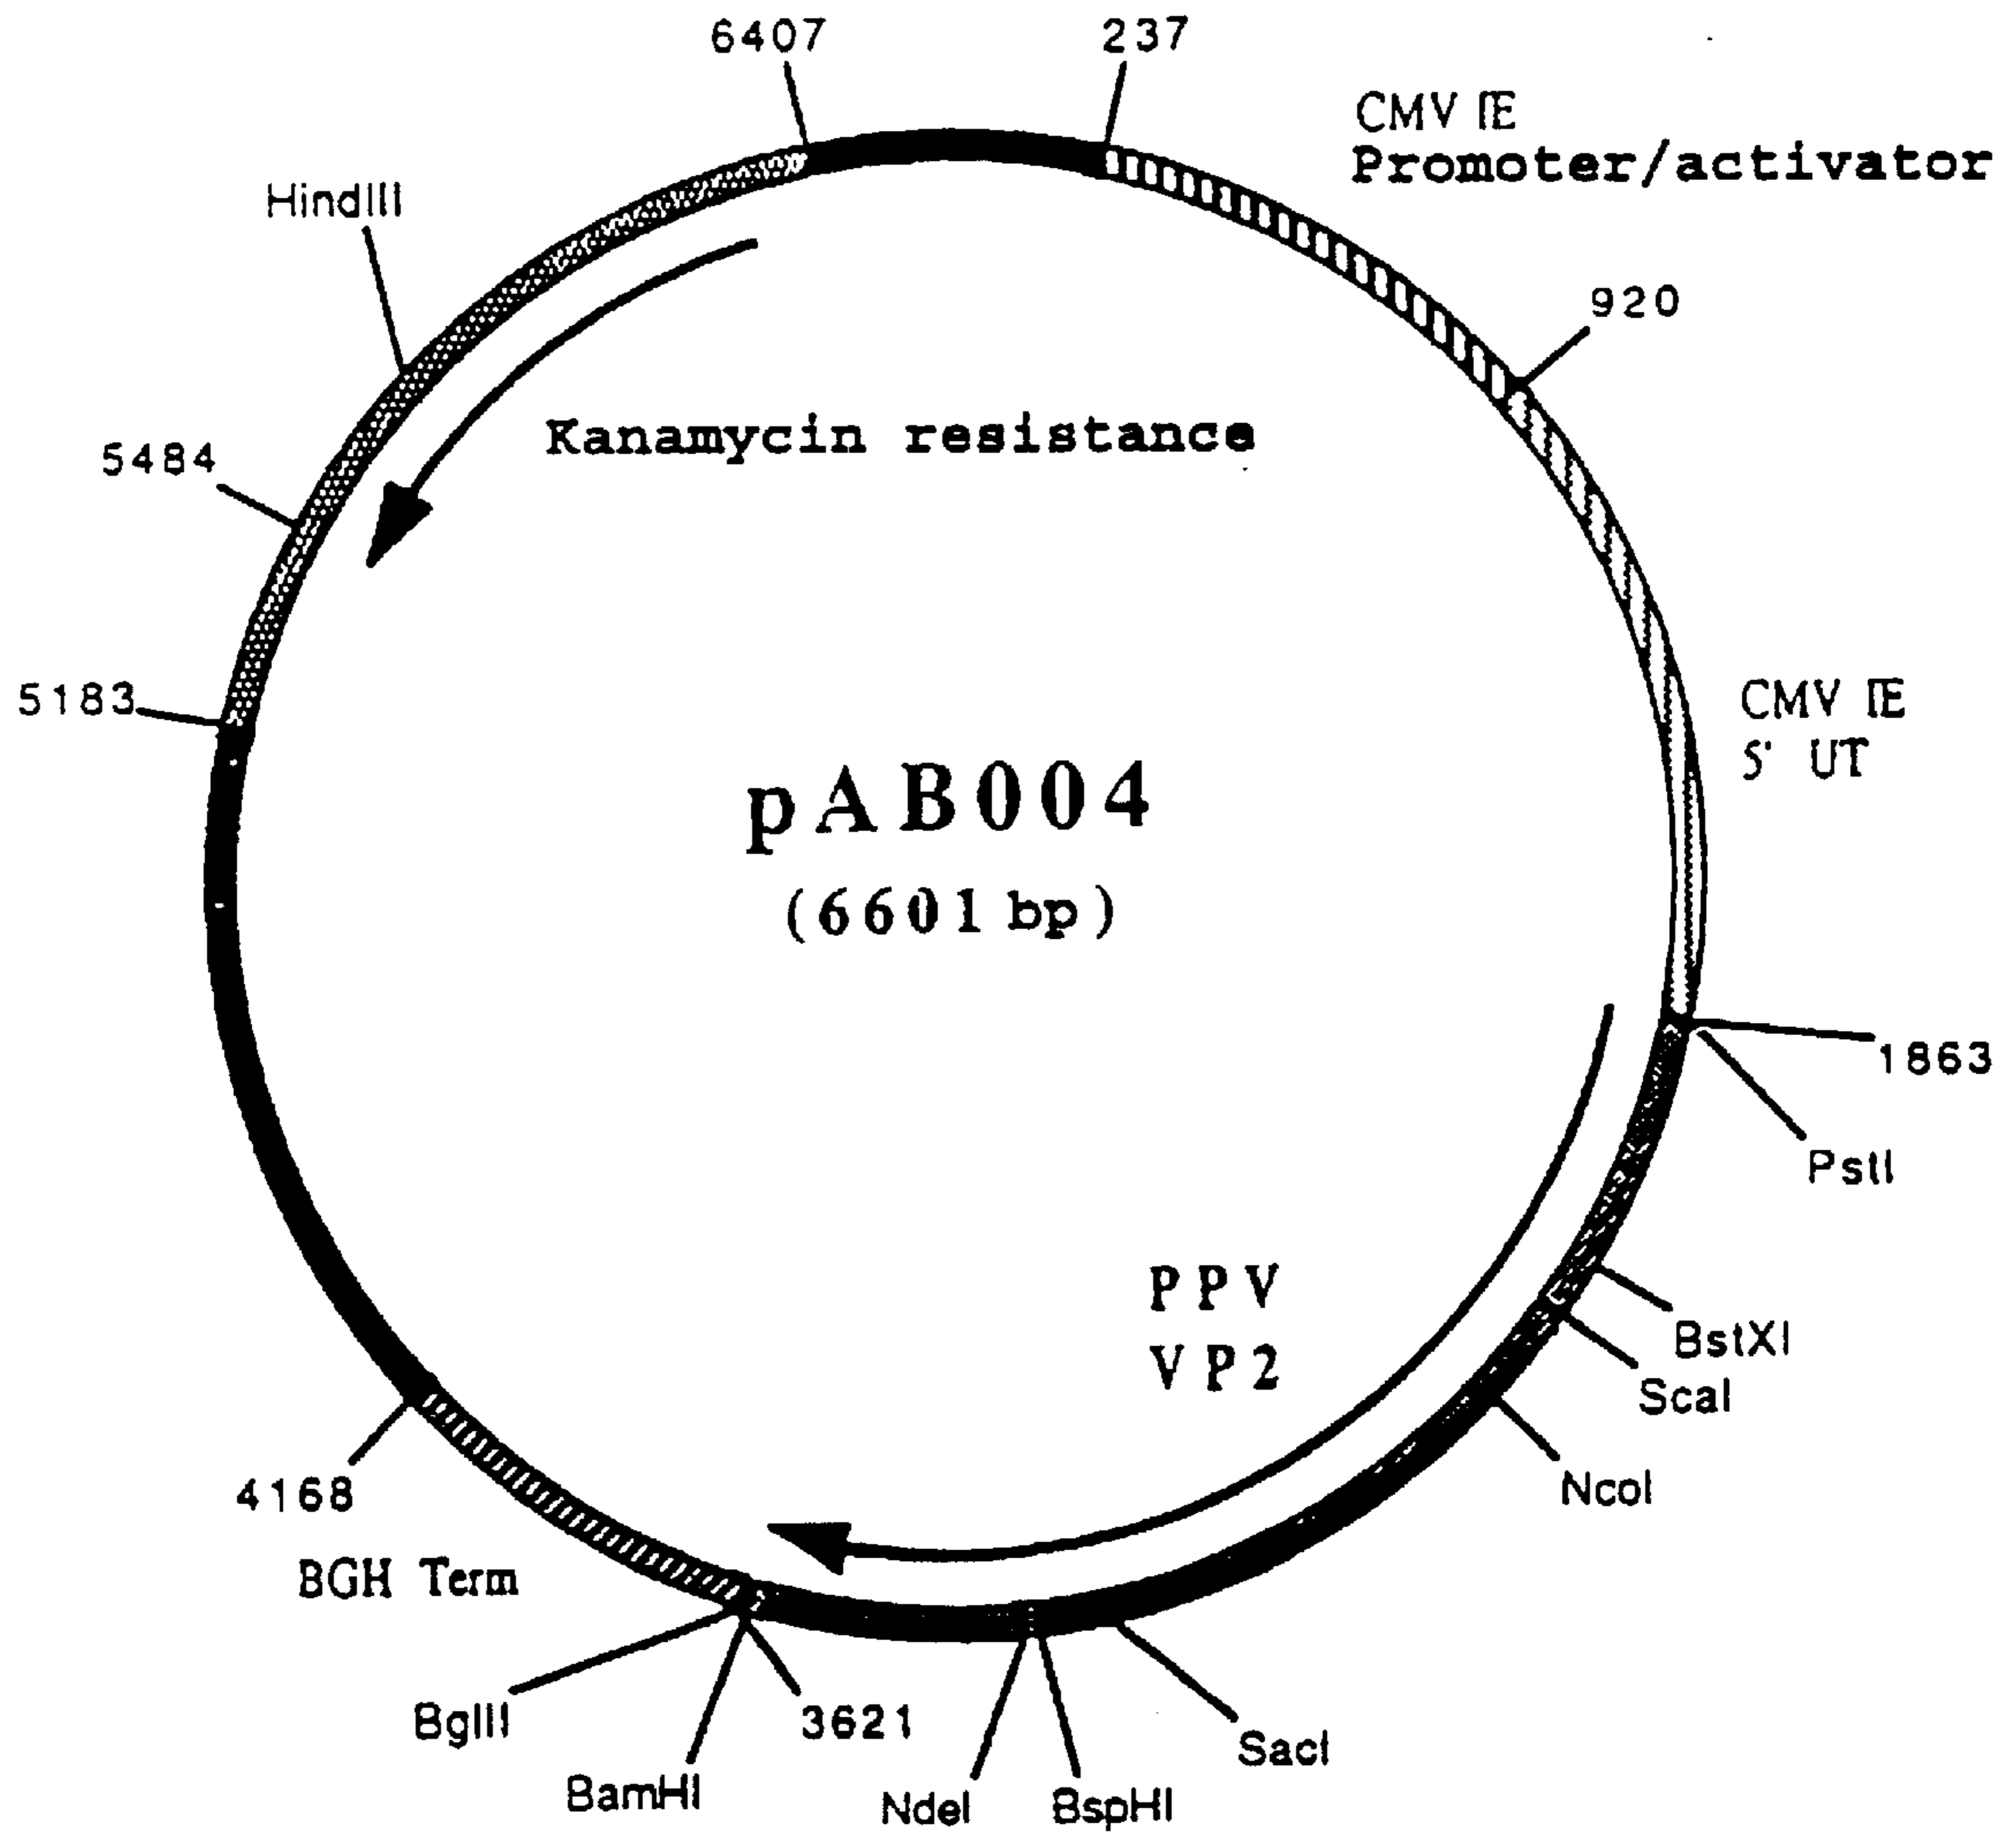 6407
237
CMV IE
Promoter/activator
HindIII
920
Kanamycin resistance
5484
CMV IE
5' UT
5183
pAB004
(6601 bp)
1863
PstI
PPV
VP2
BstXI
ScaI
NcoI
4168
BGH Term
BglII
3621
SacI
BamHI
NdeI
BspHI